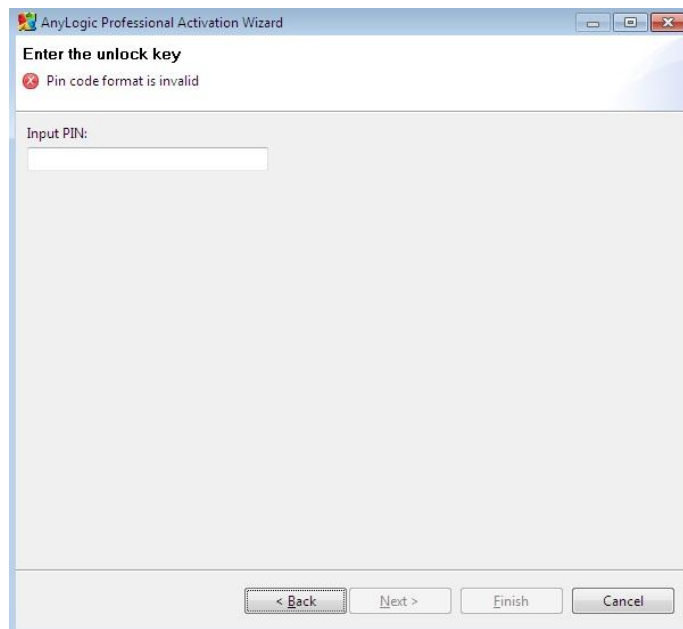 AnyLogic Professional Activation Wizard
Enter the unlock key
Pin code format is invalid
Input PIN:
< Back Next > Finish Cancel